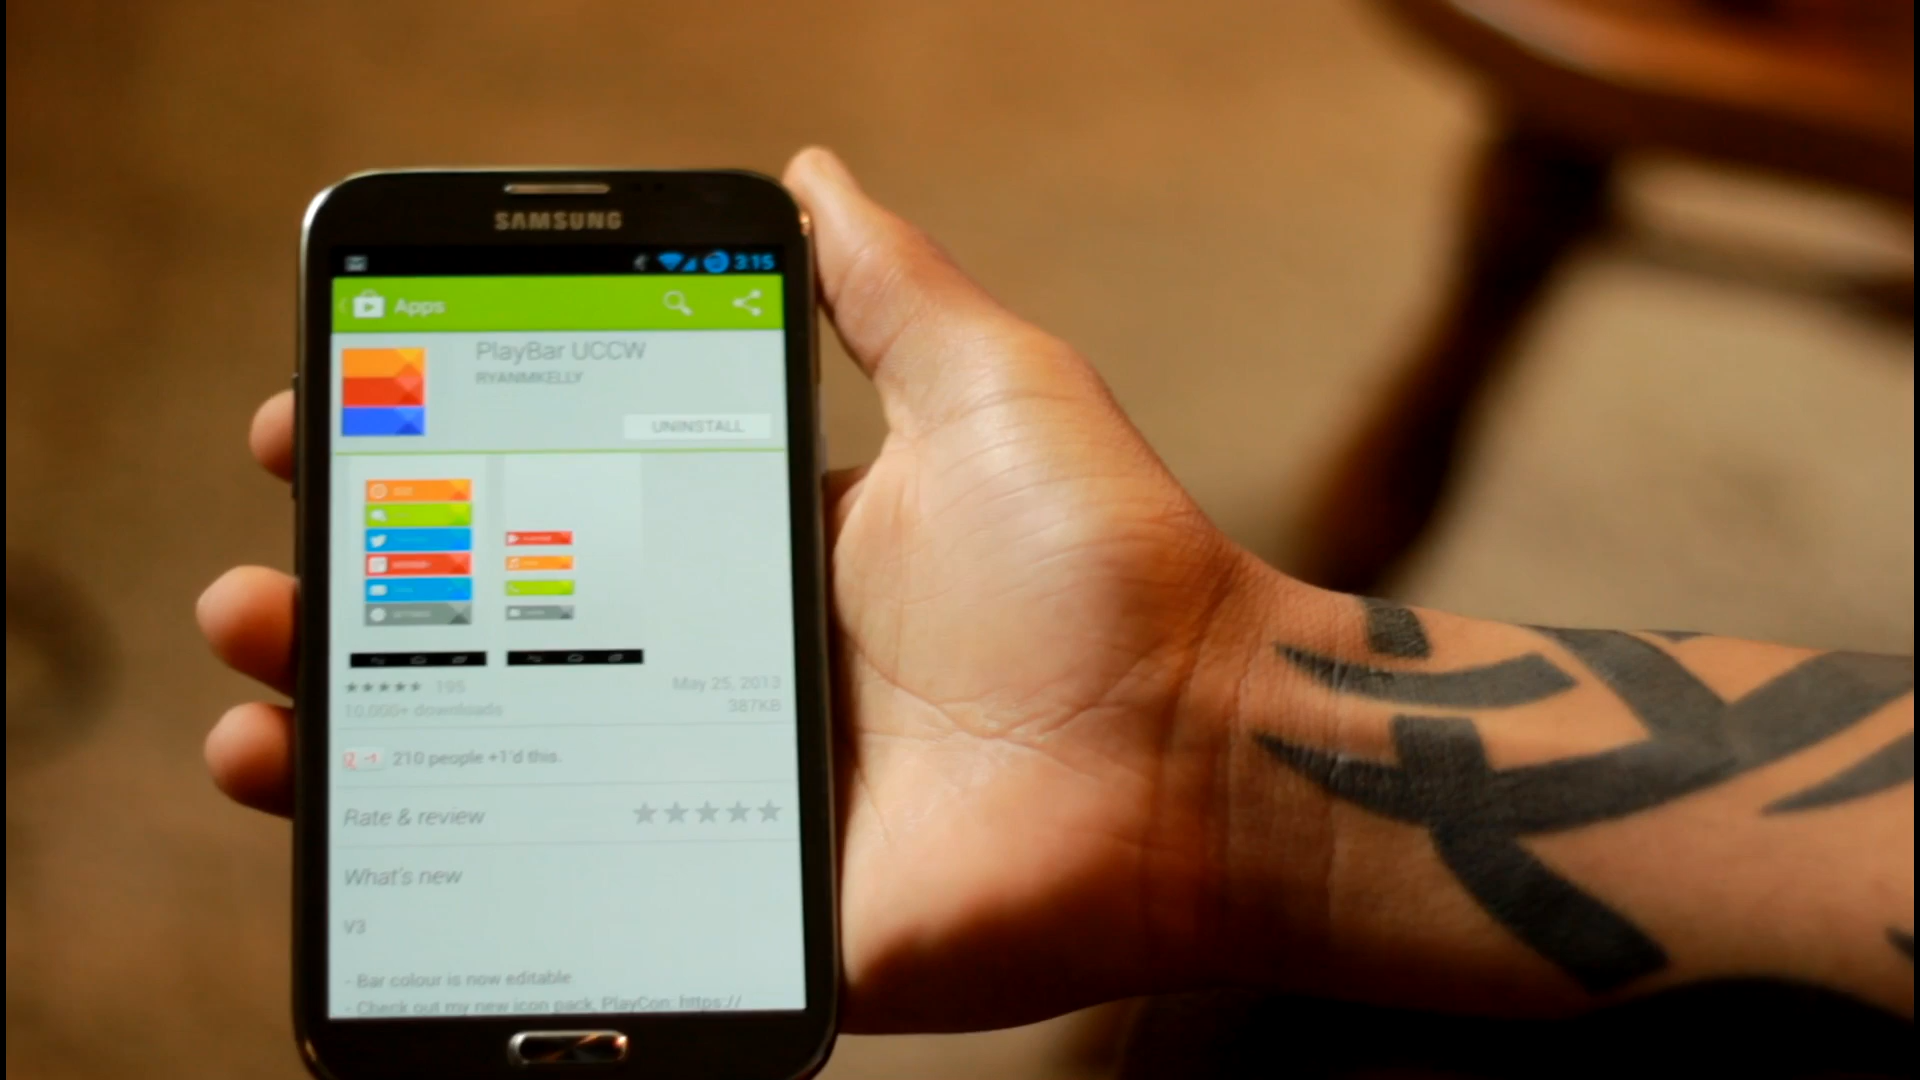 SAMSUNG
3:15
Apps
PlayBar UCCW
RYANMKELLY
UNINSTALL
195
May 25, 2013
10,000+ downloads
387KB
210 people +1'd this.
Rate & review
What's new
V3
- Bar colour is now editable
- Check out my new icon pack, PlayCon: https://